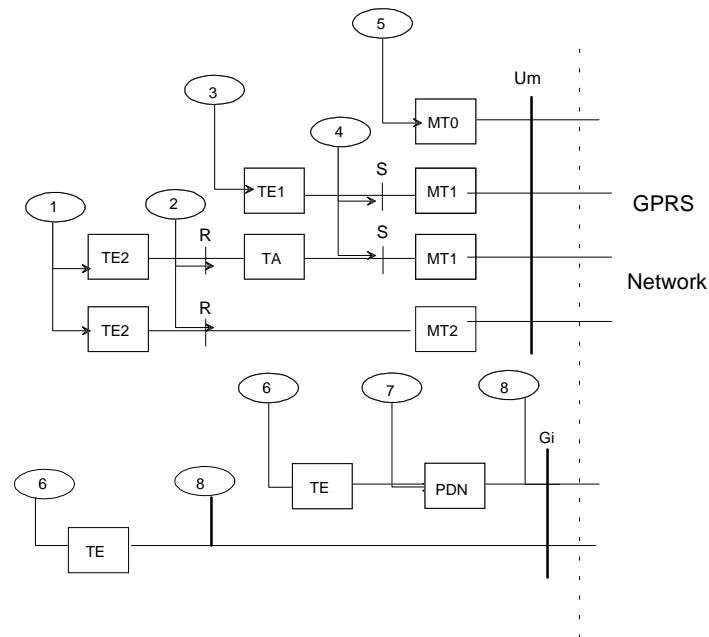 5
Um
3
MT0
4
S
1
2
TE1
MT1
GPRS
R
S
TE2
TA
MT1
Network
R
TE2
MT2
6
7
8
Gi
6
8
TE
PDN
TE